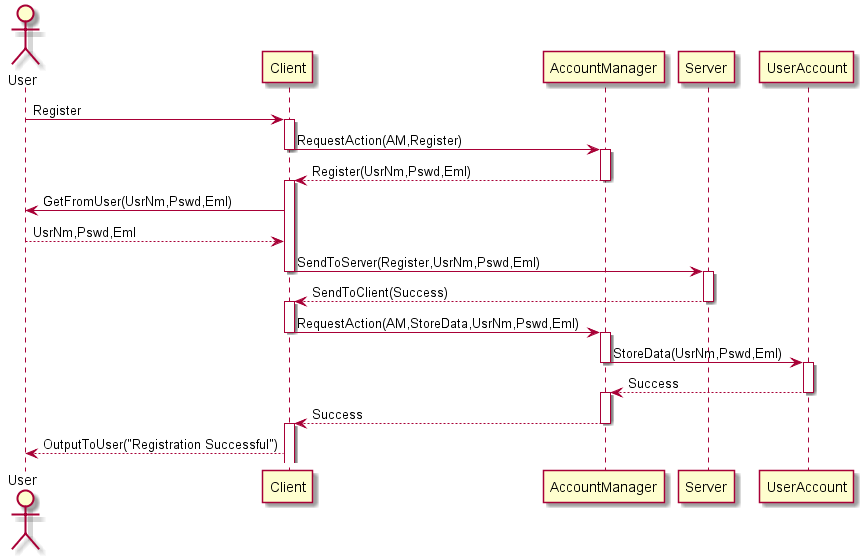 User
Client
AccountManager
Server
UserAccount
Register
RequestAction(AM,Register)
Register(UsrNm,Pswd,Eml)
GetFromUser(UsrNm,Pswd,Eml)
UsrNm,Pswd,Eml
SendToServer(Register,UsrNm,Pswd,Eml)
SendToClient(Success)
RequestAction(AM,StoreData,UsrNm,Pswd,Eml)
StoreData(UsrNm,Pswd,Eml)
Success
Success
OutputToUser("Registration Successful")
User
Client
AccountManager
Server
UserAccount